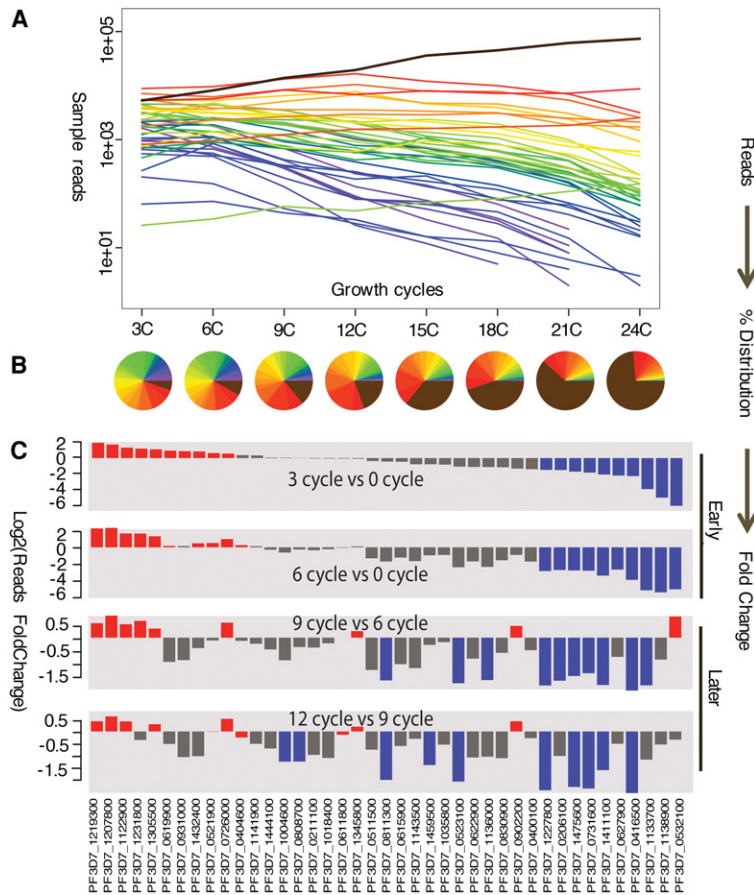 A
1e+05
1e+03
1e+01
Sample reads
Growth cycles
3C 6C 9C 12C 15C 18C 21C 24C
B
Reads
% Distribution
Fold Change
C
Log2(Reads FoldChange)
2
0
-2
-4
-6
3 cycle vs 0 cycle
2
0
-2
-4
-6
6 cycle vs 0 cycle
Early
0.5
-0.5
-1.5
9 cycle vs 6 cycle
0.5
-0.5
-1.5
12 cycle vs 9 cycle
Later
PF3D7_1219300
PF3D7_1207800
PF3D7_1122900
PF3D7_1231800
PF3D7_1305500
PF3D7_0619900
PF3D7_0931000
PF3D7_1432400
PF3D7_0521900
PF3D7_0726000
PF3D7_0404600
PF3D7_1141900
PF3D7_1444100
PF3D7_1004600
PF3D7_0808700
PF3D7_0211100
PF3D7_1018400
PF3D7_0611800
PF3D7_1345800
PF3D7_0511500
PF3D7_0811300
PF3D7_0615900
PF3D7_1143500
PF3D7_1459500
PF3D7_1035800
PF3D7_0523100
PF3D7_0622900
PF3D7_1136000
PF3D7_0830900
PF3D7_0902200
PF3D7_0400100
PF3D7_1227800
PF3D7_0206100
PF3D7_1475600
PF3D7_0731600
PF3D7_1411100
PF3D7_0627900
PF3D7_0416500
PF3D7_1133700
PF3D7_1138900
PF3D7_0532100